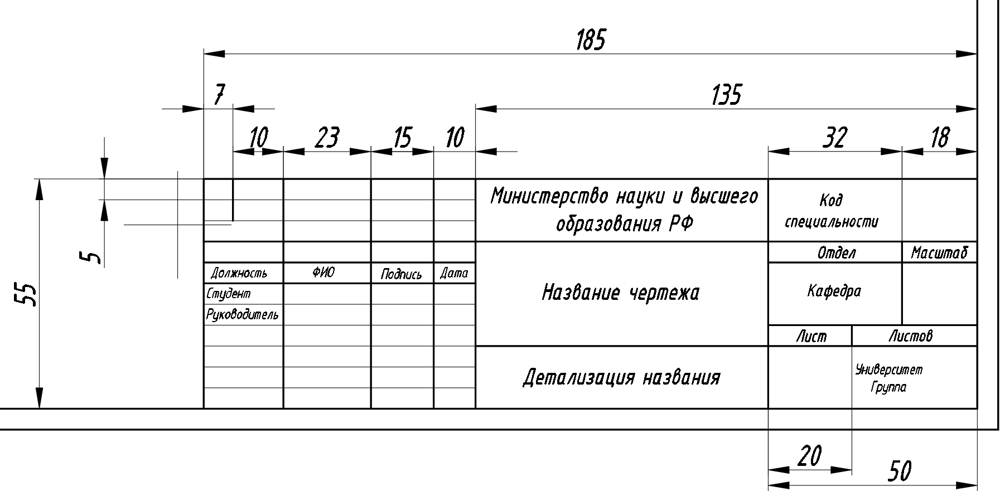 185
7
135
10
23
15
10
32
18
Министерство науки и высшего
образования РФ
Код
специальности
5
55
Отдел
Масштаб
Должность
ФИО
Подпись
Дата
Студент
Руководитель
Название чертежа
Кафедра
Лист
Листов
Детализация названия
Университет
Группа
20
50